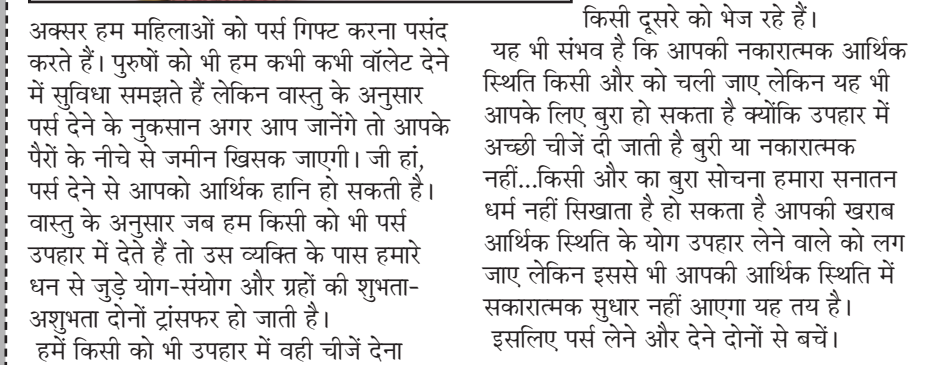 अक्सर हम महिलाओं को पर्स गिफ्ट करना पसंद
करते हैं। पुरुषों को भी हम कभी कभी वॉलेट देने
में सुविधा समझते हैं लेकिन वास्तु के अनुसार
पर्स देने के नुकसान अगर आप जानेंगे तो आपके
पैरों के नीचे से जमीन खिसक जाएगी। जी हां,
पर्स देने से आपको आर्थिक हानि हो सकती है।
वास्तु के अनुसार जब हम किसी को भी पर्स
उपहार में देते हैं तो उस व्यक्ति के पास हमारे
धन से जुड़े योग-संयोग और ग्रहों की शुभता-
अशुभता दोनों ट्रांसफर हो जाती है।
हमें किसी को भी उपहार में वही चीजें देना
किसी दूसरे को भेज रहे हैं।
यह भी संभव है कि आपकी नकारात्मक आर्थिक
स्थिति किसी और को चली जाए लेकिन यह भी
आपके लिए बुरा हो सकता है क्योंकि उपहार में
अच्छी चीजें दी जाती है बुरी या नकारात्मक
नहीं...किसी और का बुरा सोचना हमारा सनातन
धर्म नहीं सिखाता है हो सकता है आपकी खराब
आर्थिक स्थिति के योग उपहार लेने वाले को लग
जाए लेकिन इससे भी आपकी आर्थिक स्थिति में
सकारात्मक सुधार नहीं आएगा यह तय है।
इसलिए पर्स लेने और देने दोनों से बचें।